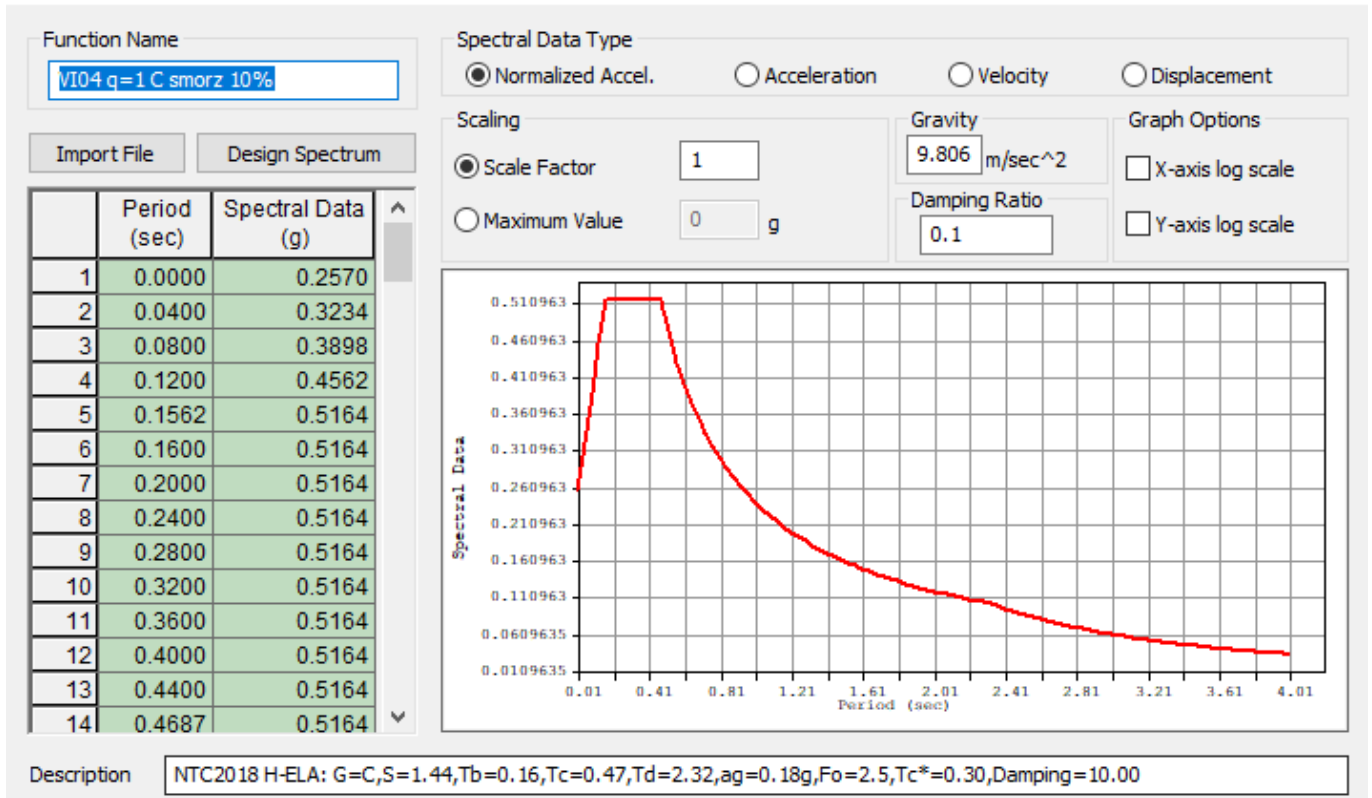 Function Name
VI04 q=1 C smorz 10%
Import File
Design Spectrum
Period (sec) Spectral Data (g)
1 0.0000 0.2570
2 0.0400 0.3234
3 0.0800 0.3898
4 0.1200 0.4562
5 0.1562 0.5164
6 0.1600 0.5164
7 0.2000 0.5164
8 0.2400 0.5164
9 0.2800 0.5164
10 0.3200 0.5164
11 0.3600 0.5164
12 0.4000 0.5164
13 0.4400 0.5164
14 0.4687 0.5164
Spectral Data Type
Normalized Accel. Acceleration Velocity Displacement
Scaling
Scale Factor 1
Maximum Value 0 g
Gravity
9.806 m/sec^2
Damping Ratio
0.1
Graph Options
X-axis log scale
Y-axis log scale
0.510963
0.460963
0.410963
0.360963
0.310963
0.260963
0.210963
0.160963
0.110963
0.0609635
0.0109635
Spectral Data
0.01 0.41 0.81 1.21 1.61 2.01 2.41 2.81 3.21 3.61 4.01
Period (sec)
Description NTC2018 H-ELA: G=C,S=1.44,Tb=0.16,Tc=0.47,Td=2.32,ag=0.18g,Fo=2.5,Tc*=0.30,Damping=10.00